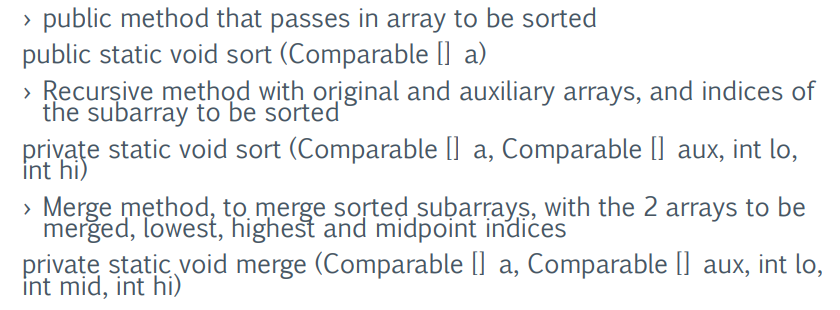 › public method that passes in array to be sorted
public static void sort (Comparable [] a)
› Recursive method with original and auxiliary arrays, and indices of
the subarray to be sorted
private static void sort (Comparable [] a, Comparable [] aux, int lo,
int hi)
› Merge method, to merge sorted subarrays, with the 2 arrays to be
merged, lowest, highest and midpoint indices
private static void merge (Comparable [] a, Comparable [] aux, int lo,
int mid, int hi)